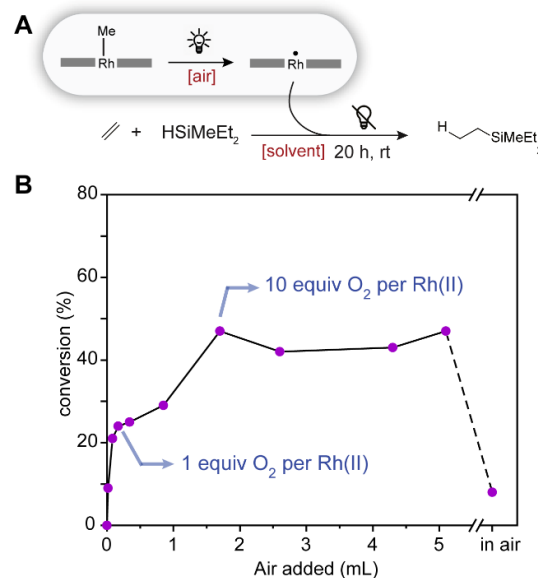 A
Me
Rh
[air]
Rh
+ HSiMeEt2
[solvent] 20 h, rt
H
SiMeEt2
B
80
60
40
20
0
conversion (%)
10 equiv O2 per Rh(II)
1 equiv O2 per Rh(II)
0 1 2 3 4 5 in air
Air added (mL)